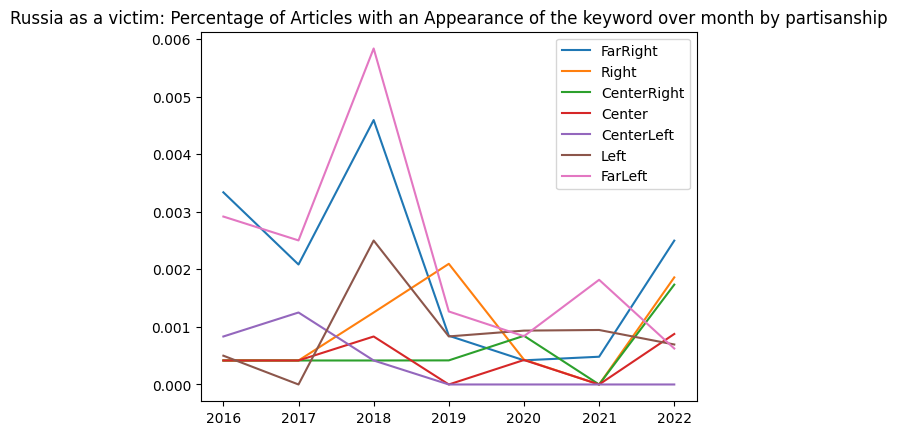 Russia as a victim: Percentage of Articles with an Appearance of the keyword over month by partisanship
0.006
0.005
0.004
0.003
0.002
0.001
0.000
2016 2017 2018 2019 2020 2021 2022
FarRight
Right
CenterRight
Center
CenterLeft
Left
FarLeft